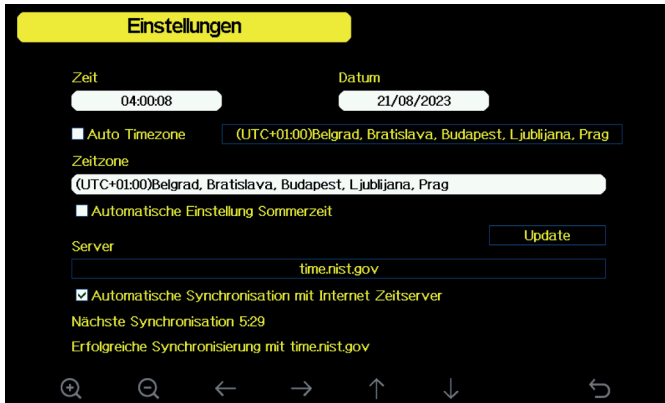 Einstellungen
Zeit Datum
04:00:08 21/08/2023
Auto Timezone (UTC+01:00)Belgrad, Bratislava, Budapest, Ljublijana, Prag
Zeitzone
(UTC+01:00)Belgrad, Bratislava, Budapest, Ljublijana, Prag
Automatische Einstellung Sommerzeit
Update
Server
time.nist.gov
Automatische Synchronisation mit Internet Zeitserver
Nächste Synchronisation 5:29
Erfolgreiche Synchronisierung mit time.nist.gov